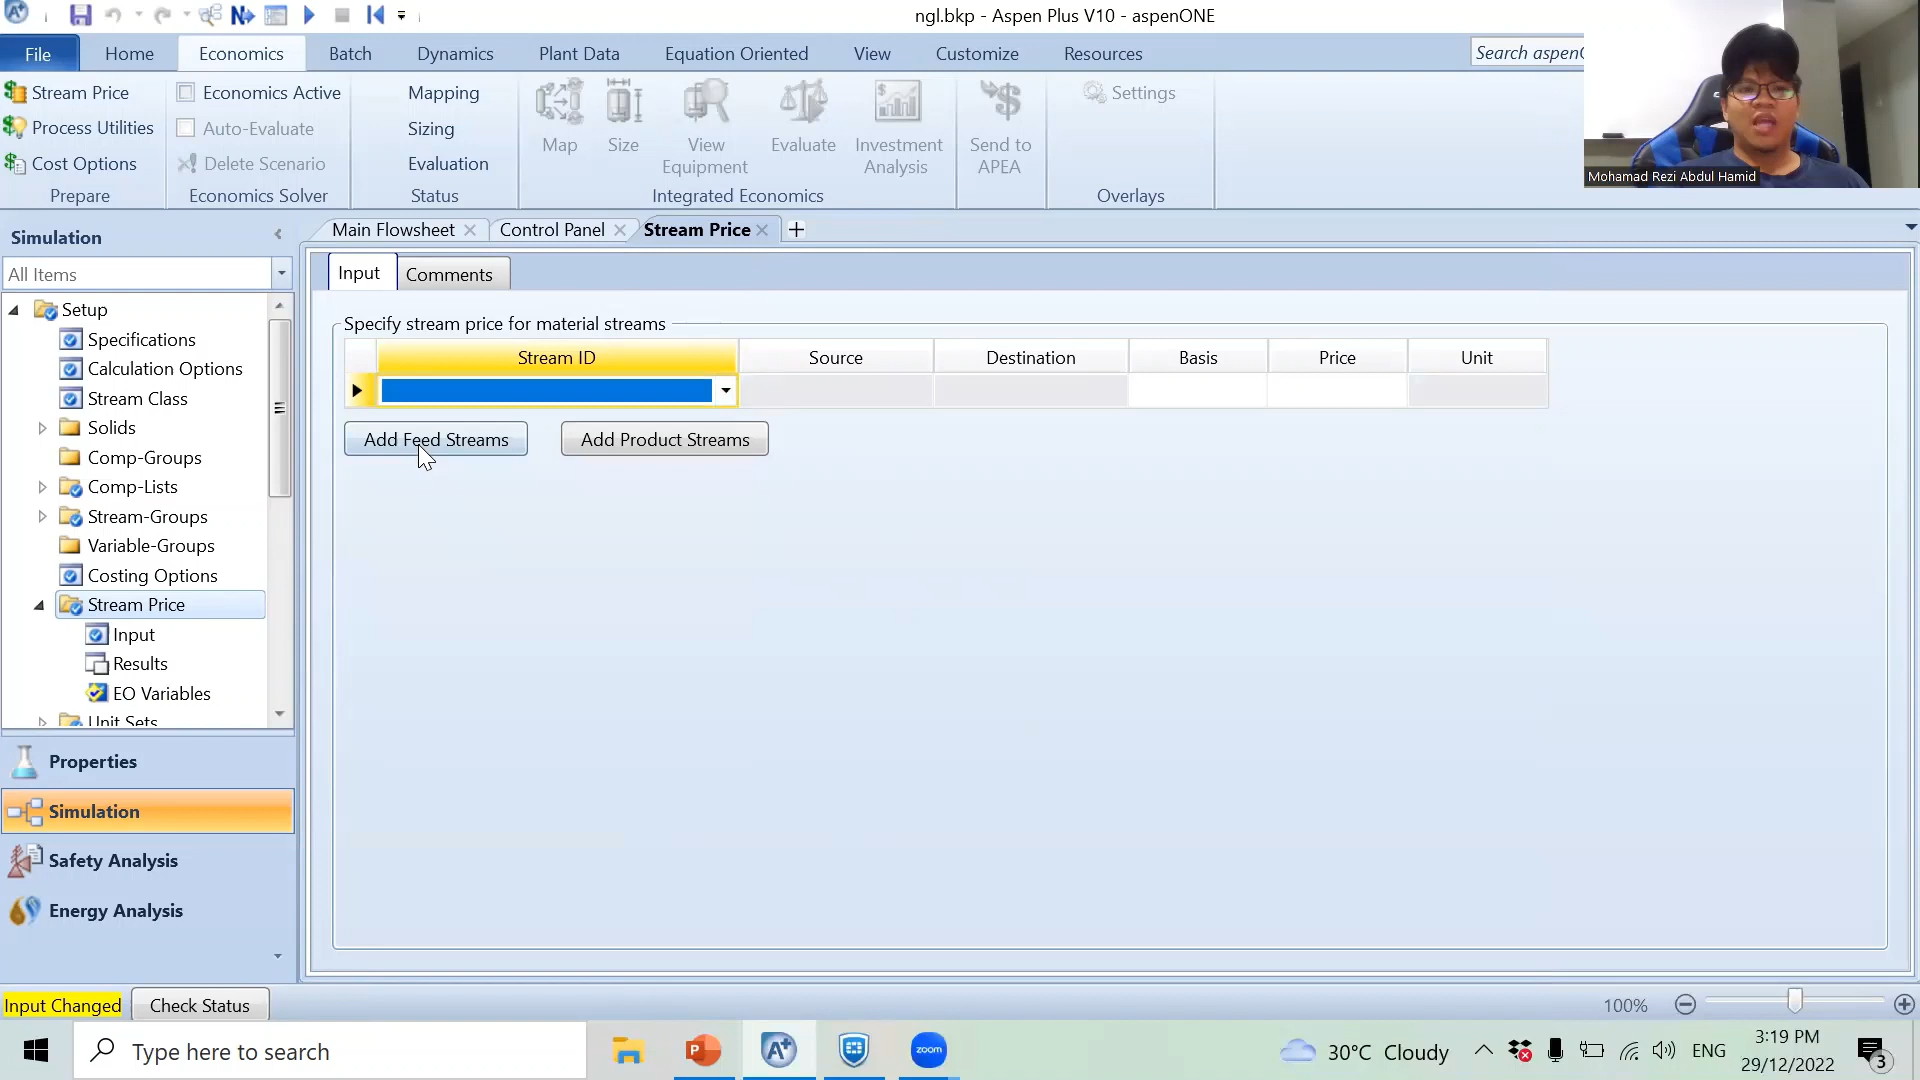 ngl.bkp - Aspen Plus V10 - aspenONE
File
Home
Economics
Batch
Dynamics
Plant Data
Equation Oriented
View
Customize
Resources
Search aspenO
Stream Price
Process Utilities
Cost Options
Prepare
Economics Active
Auto-Evaluate
Delete Scenario
Economics Solver
Mapping
Sizing
Evaluation
Status
Map
Size
View Equipment
Evaluate
Investment Analysis
Integrated Economics
Send to APEA
Settings
Overlays
Mohamad Rezi Abdul Hamid
Simulation
All Items
Setup
Specifications
Calculation Options
Stream Class
Solids
Comp-Groups
Comp-Lists
Stream-Groups
Variable-Groups
Costing Options
Stream Price
Input
Results
EO Variables
Unit Sets
Properties
Simulation
Safety Analysis
Energy Analysis
Main Flowsheet
Control Panel
Stream Price
Input
Comments
Specify stream price for material streams
Stream ID
Source
Destination
Basis
Price
Unit
Add Feed Streams
Add Product Streams
Input Changed
Check Status
100%
Type here to search
zoom
30°C Cloudy
ENG
3:19 PM
29/12/2022
3